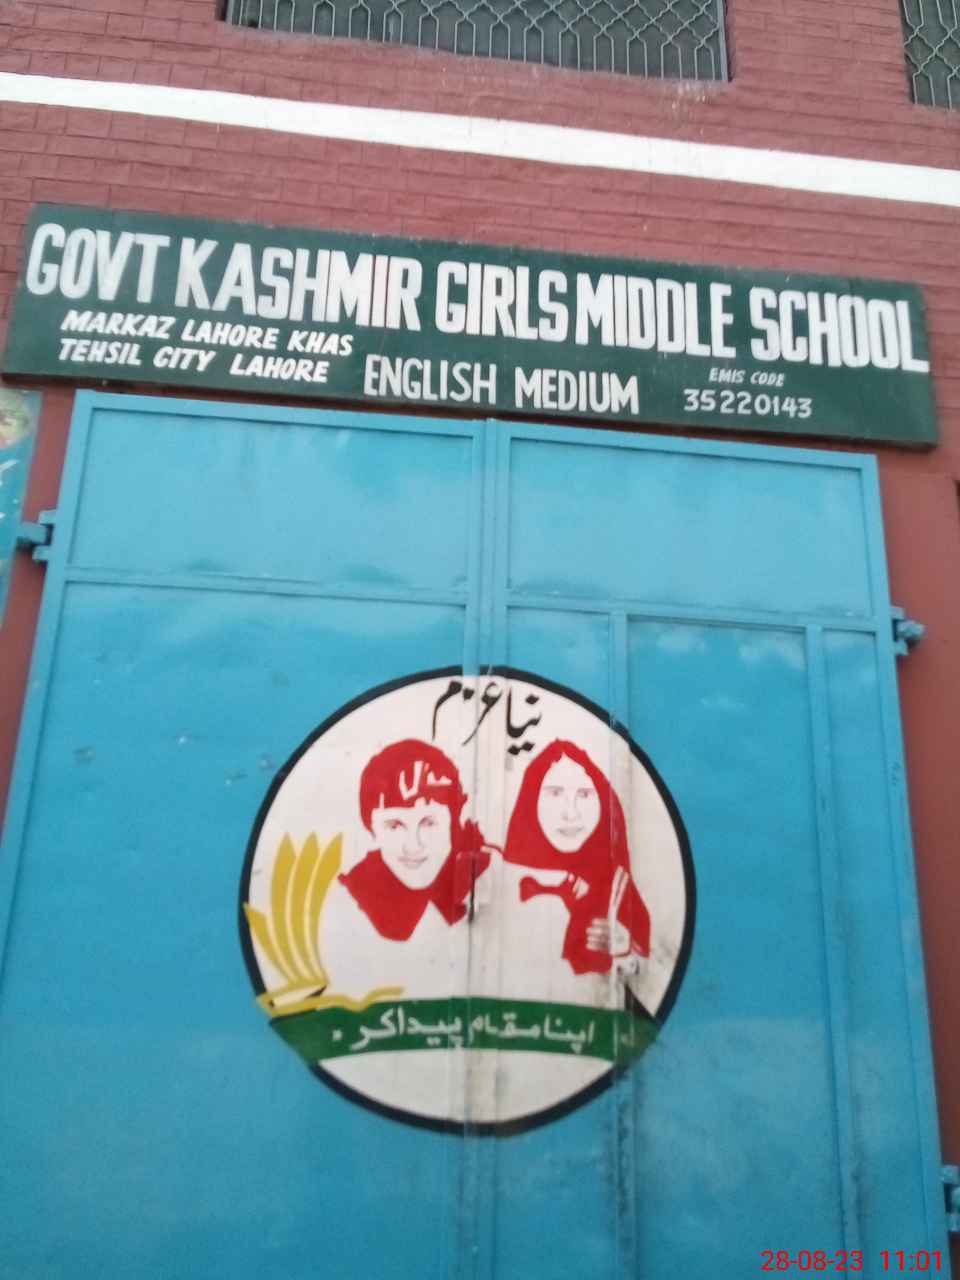 GOVT KASHMIR GIRLS MIDDLE SCHOOL
MARKAZ LAHORE KHAS
TEHSIL CITY LAHORE
ENGLISH MEDIUM
EMIS CODE
35220143
نیا عزم
اپنا مقام پیدا کر
28-08-23 11:01